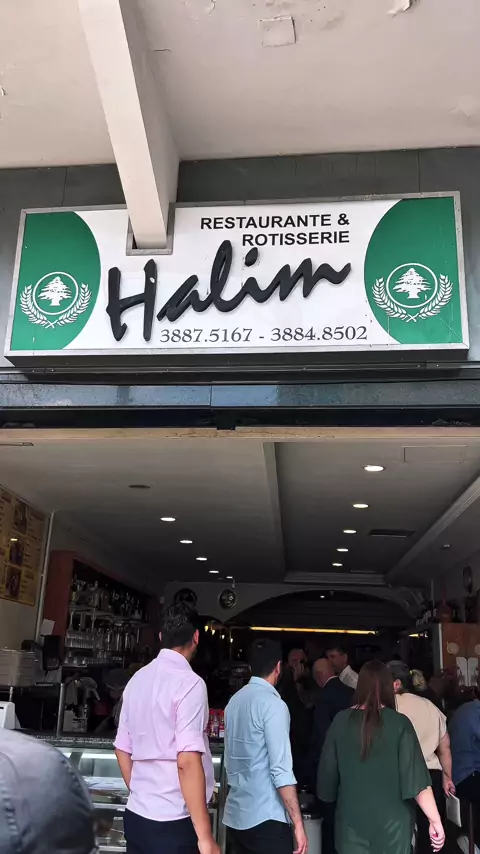 RESTAURANTE &
ROTISSERIE
Halim
3887.5167 - 3884.8502